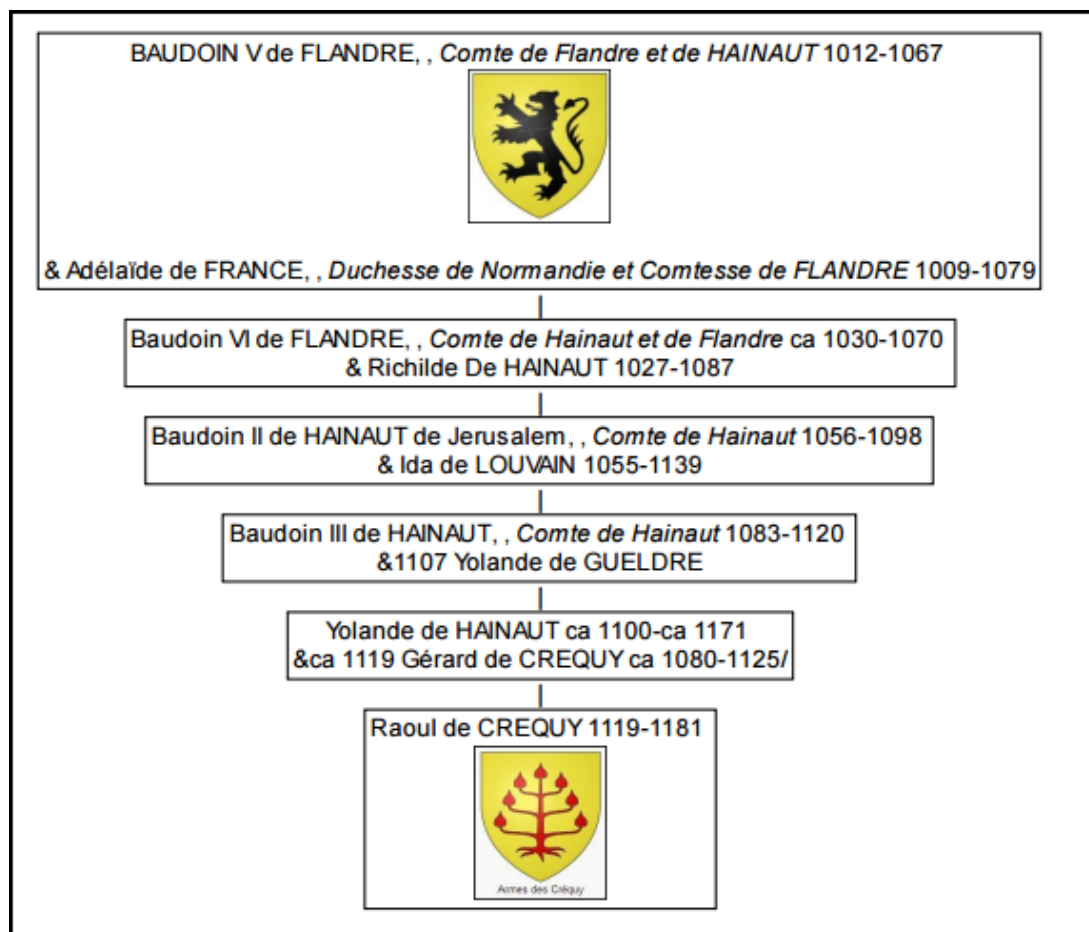 BAUDOIN V de FLANDRE, , Comte de Flandre et de HAINAUT 1012-1067
& Adélaïde de FRANCE, , Duchesse de Normandie et Comtesse de FLANDRE 1009-1079
Baudoin VI de FLANDRE, , Comte de Hainaut et de Flandre ca 1030-1070
& Richilde De HAINAUT 1027-1087
Baudoin II de HAINAUT de Jerusalem, , Comte de Hainaut 1056-1098
& Ida de LOUVAIN 1055-1139
Baudoin III de HAINAUT, , Comte de Hainaut 1083-1120
&1107 Yolande de GUELDRE
Yolande de HAINAUT ca 1100-ca 1171
&ca 1119 Gérard de CREQUY ca 1080-1125/
Raoul de CREQUY 1119-1181
Armes des Créquy